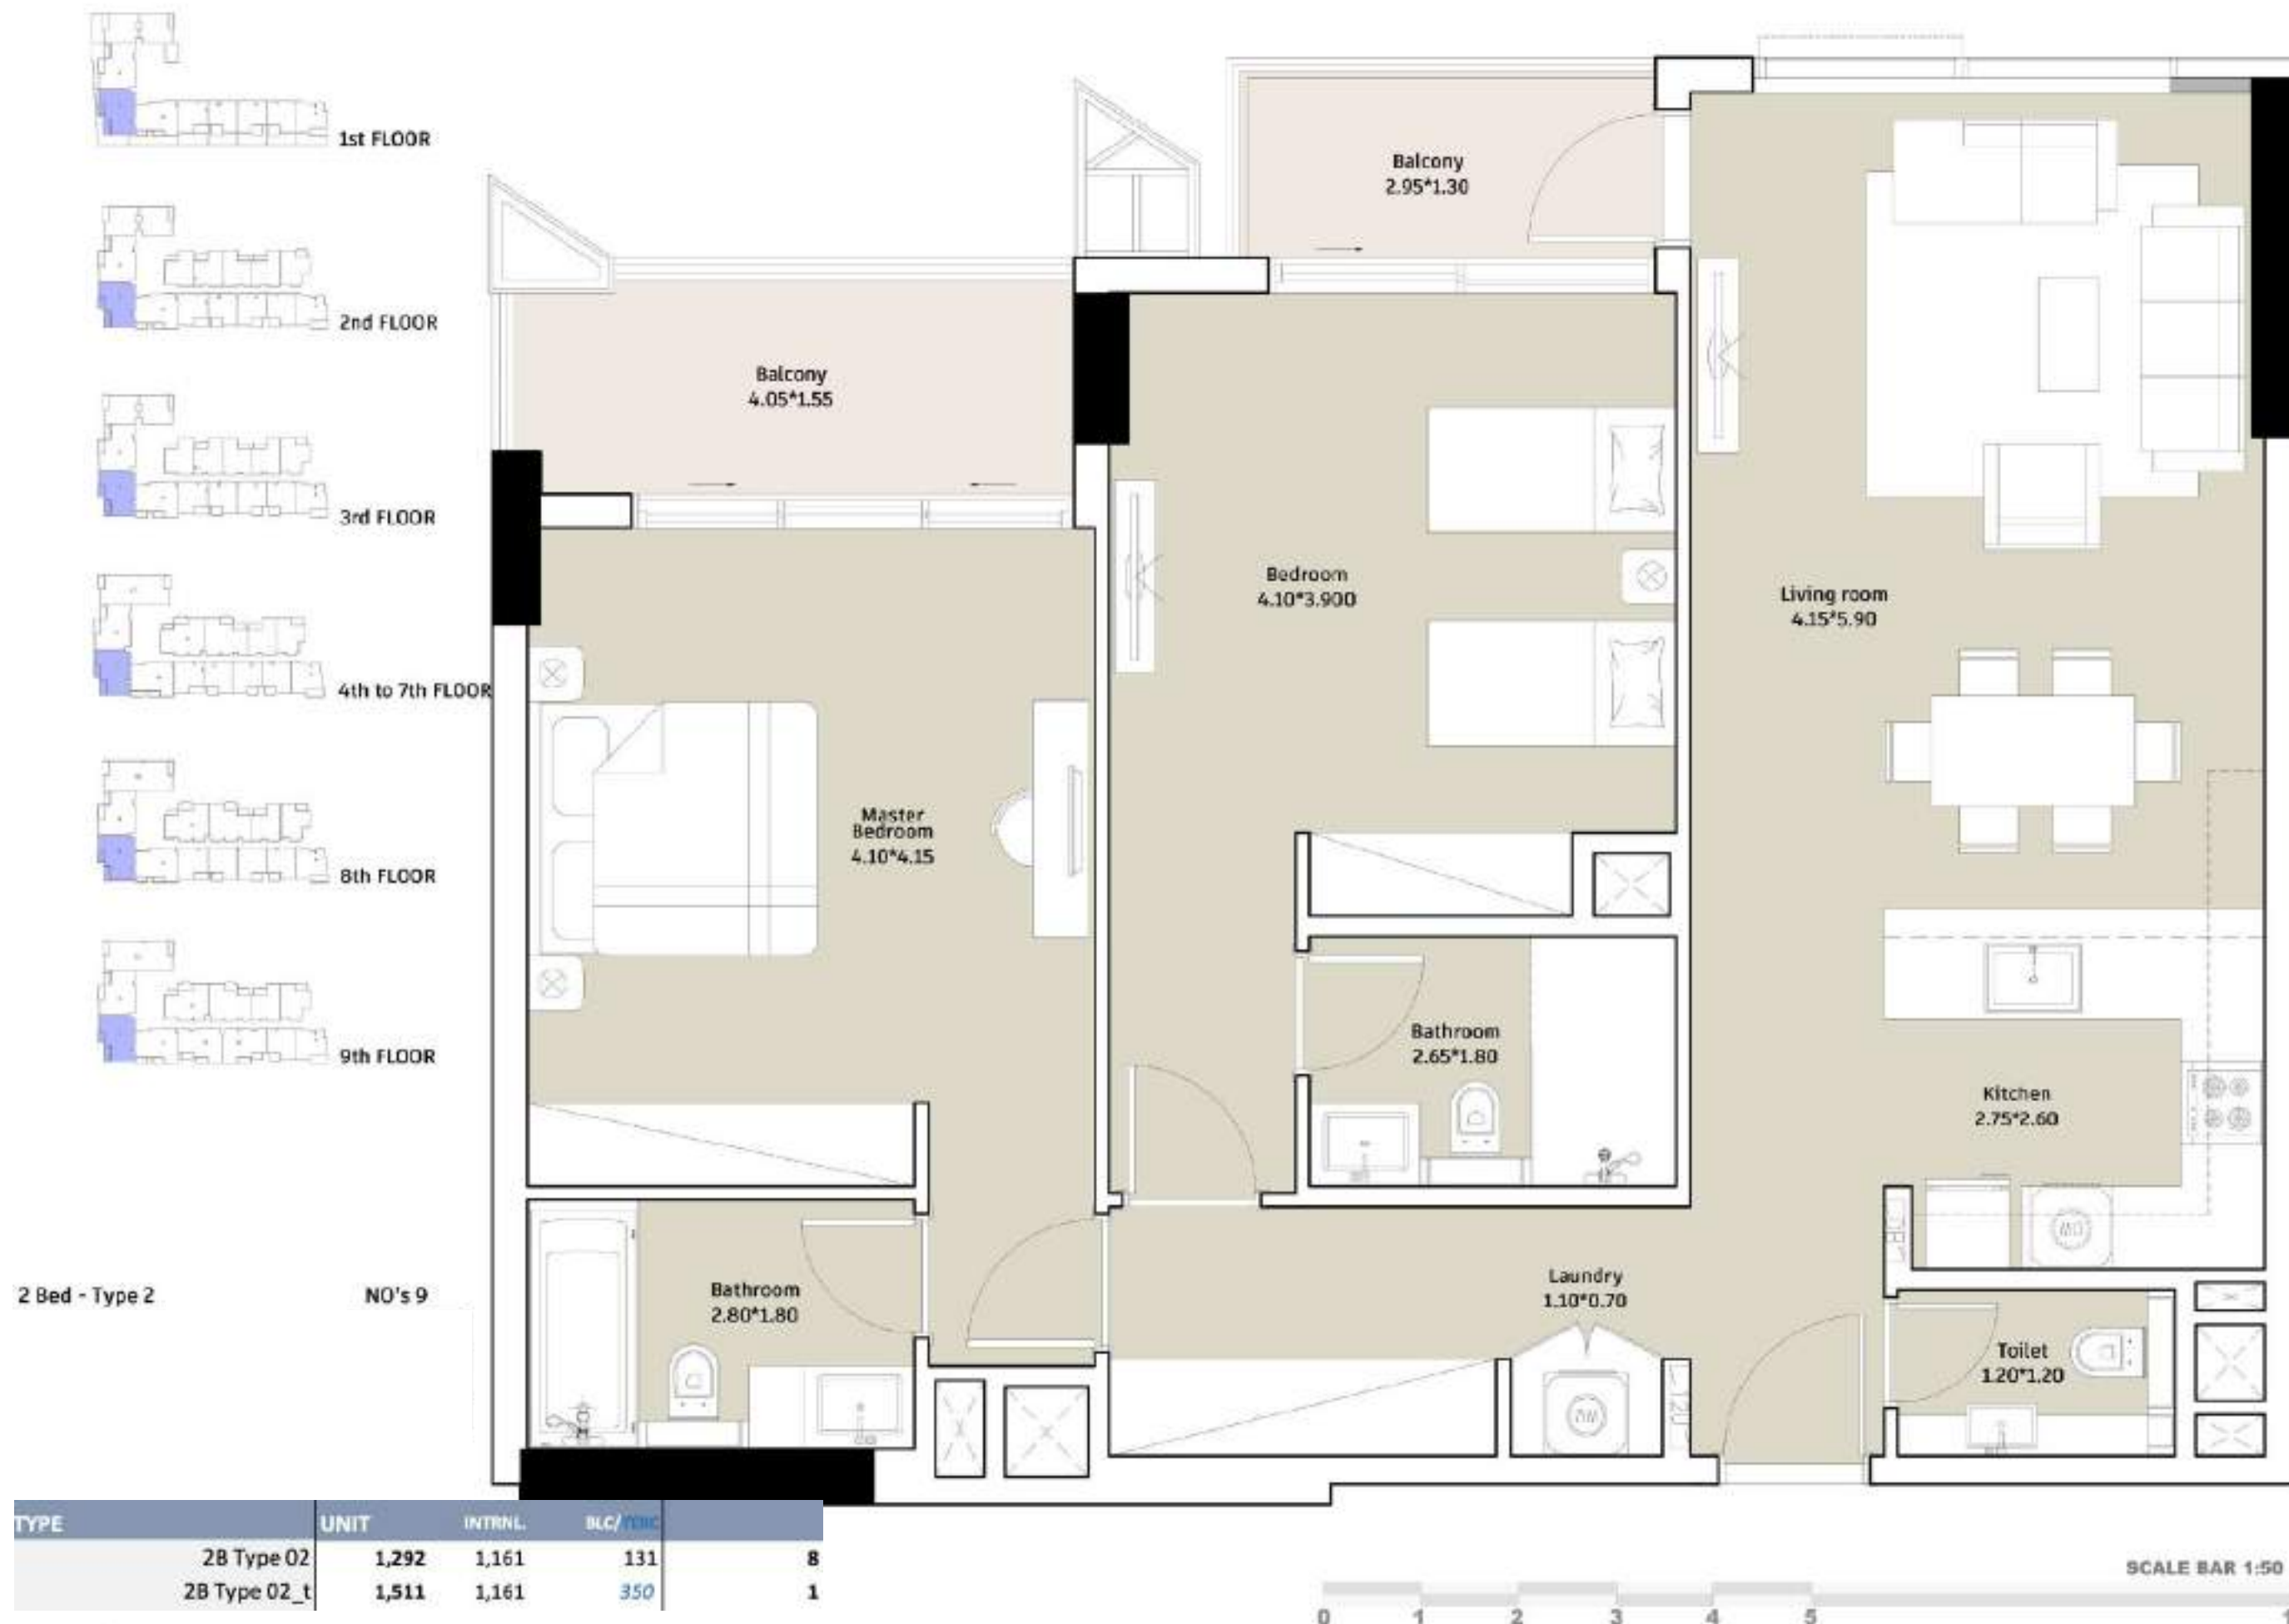 1st FLOOR
2nd FLOOR
3rd FLOOR
4th to 7th FLOOR
8th FLOOR
9th FLOOR
2 Bed - Type 2 NO's 9
Balcony
2.95*1.30
Balcony
4.05*1.55
Bedroom
4.10*3.900
Living room
4.15*5.90
Master
Bedroom
4.10*4.15
Bathroom
2.65*1.80
Kitchen
2.75*2.60
DB
DW
Laundry
1.10*0.70
Bathroom
2.80*1.80
Toilet
1.20*1.20
TYPE UNIT INTRNL. BLC/TERC
2B Type 02 1,292 1,161 131 8
2B Type 02_t 1,511 1,161 350 1
SCALE BAR 1:50
0 1 2 3 4 5